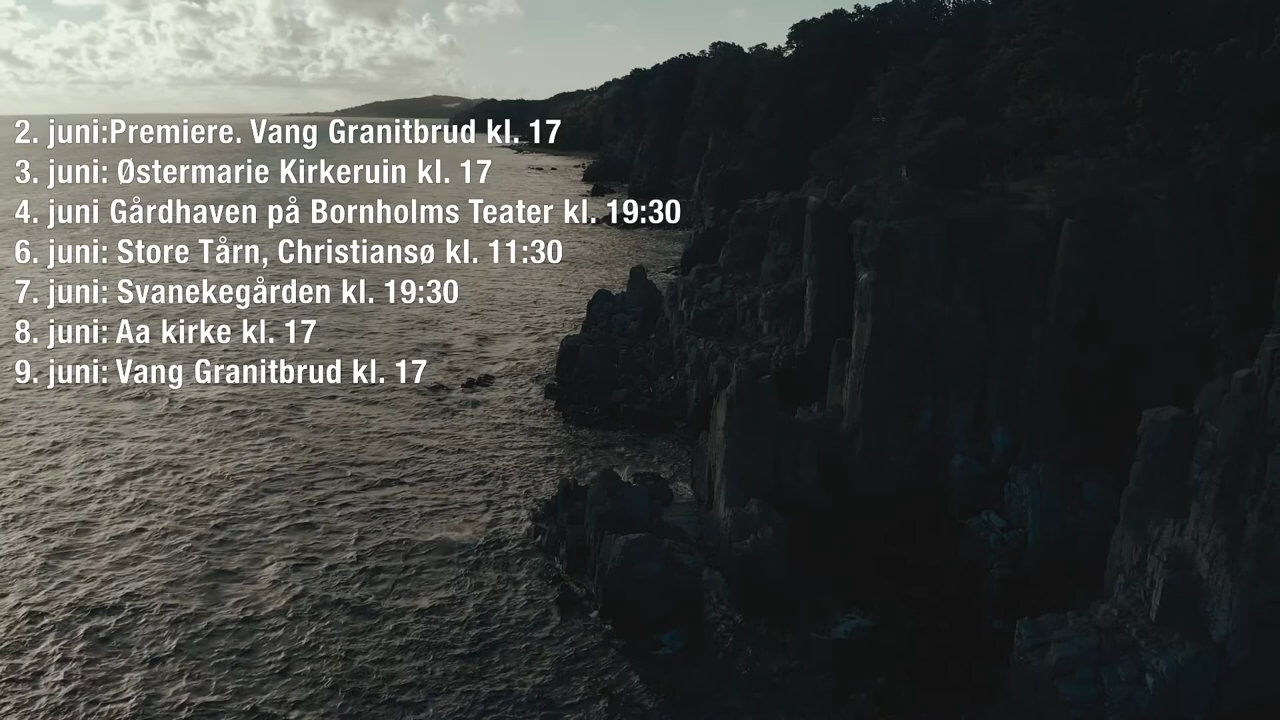 2. juni:Premiere. Vang Granitbrud kl. 17
3. juni: Østermarie Kirkeruin kl. 17
4. juni Gårdhaven på Bornholms Teater kl. 19:30
6. juni: Store Tårn, Christiansø kl. 11:30
7. juni: Svanekegården kl. 19:30
8. juni: Aa kirke kl. 17
9. juni: Vang Granitbrud kl. 17